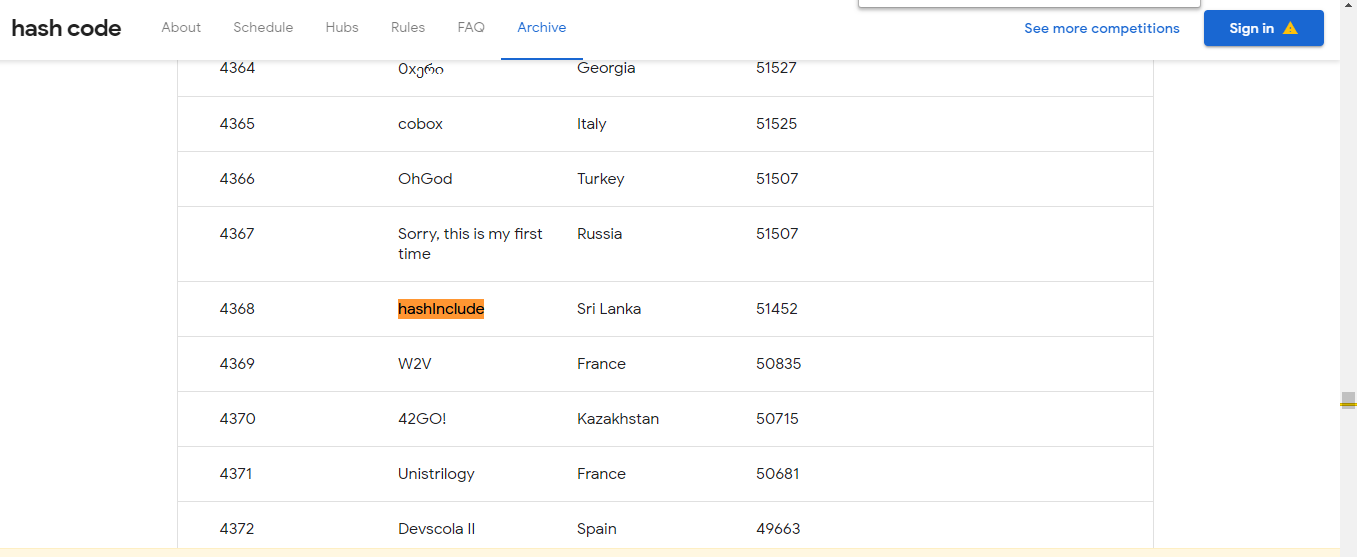 hash code About Schedule Hubs Rules FAQ Archive See more competitions Sign in
4364 0xერი Georgia 51527
4365 cobox Italy 51525
4366 OhGod Turkey 51507
4367 Sorry, this is my first Russia 51507
time
4368 hashInclude Sri Lanka 51452
4369 W2V France 50835
4370 42GO! Kazakhstan 50715
4371 Unistrilogy France 50681
4372 Devscola II Spain 49663